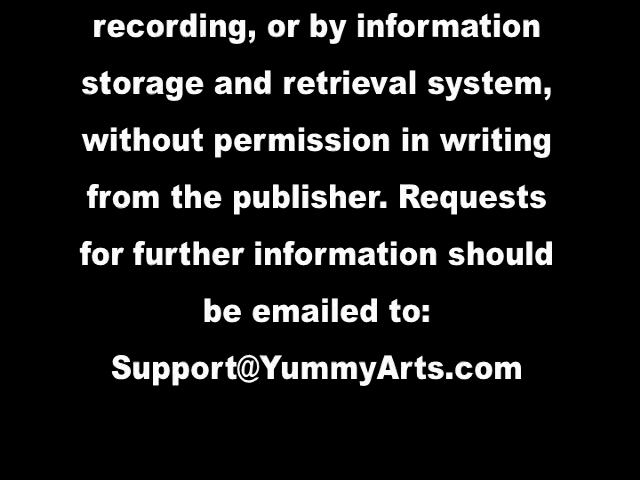 recording, or by information
storage and retrieval system,
without permission in writing
from the publisher. Requests
for further information should
be emailed to:
Support@YummyArts.com